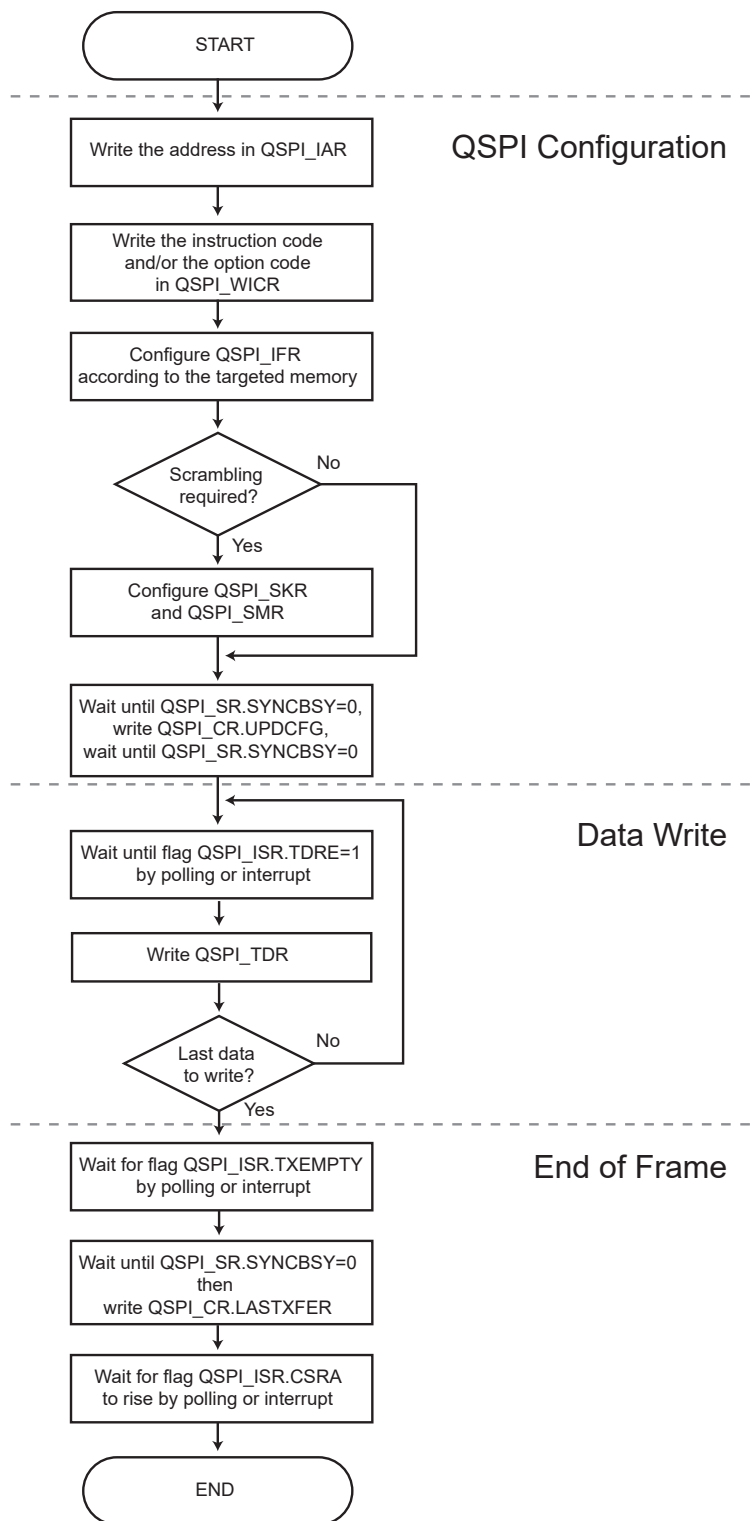 START
QSPI Configuration
Write the address in QSPI_IAR
Write the instruction code
and/or the option code
in QSPI_WICR
Configure QSPI_IFR
according to the targeted memory
Scrambling
required?
No
Yes
Configure QSPI_SKR
and QSPI_SMR
Wait until QSPI_SR.SYNCBSY=0,
write QSPI_CR.UPDCFG,
wait until QSPI_SR.SYNCBSY=0
Data Write
Wait until flag QSPI_ISR.TDRE=1
by polling or interrupt
Write QSPI_TDR
Last data
to write?
No
Yes
End of Frame
Wait for flag QSPI_ISR.TXEMPTY
by polling or interrupt
Wait until QSPI_SR.SYNCBSY=0
then
write QSPI_CR.LASTXFER
Wait for flag QSPI_ISR.CSRA
to rise by polling or interrupt
END